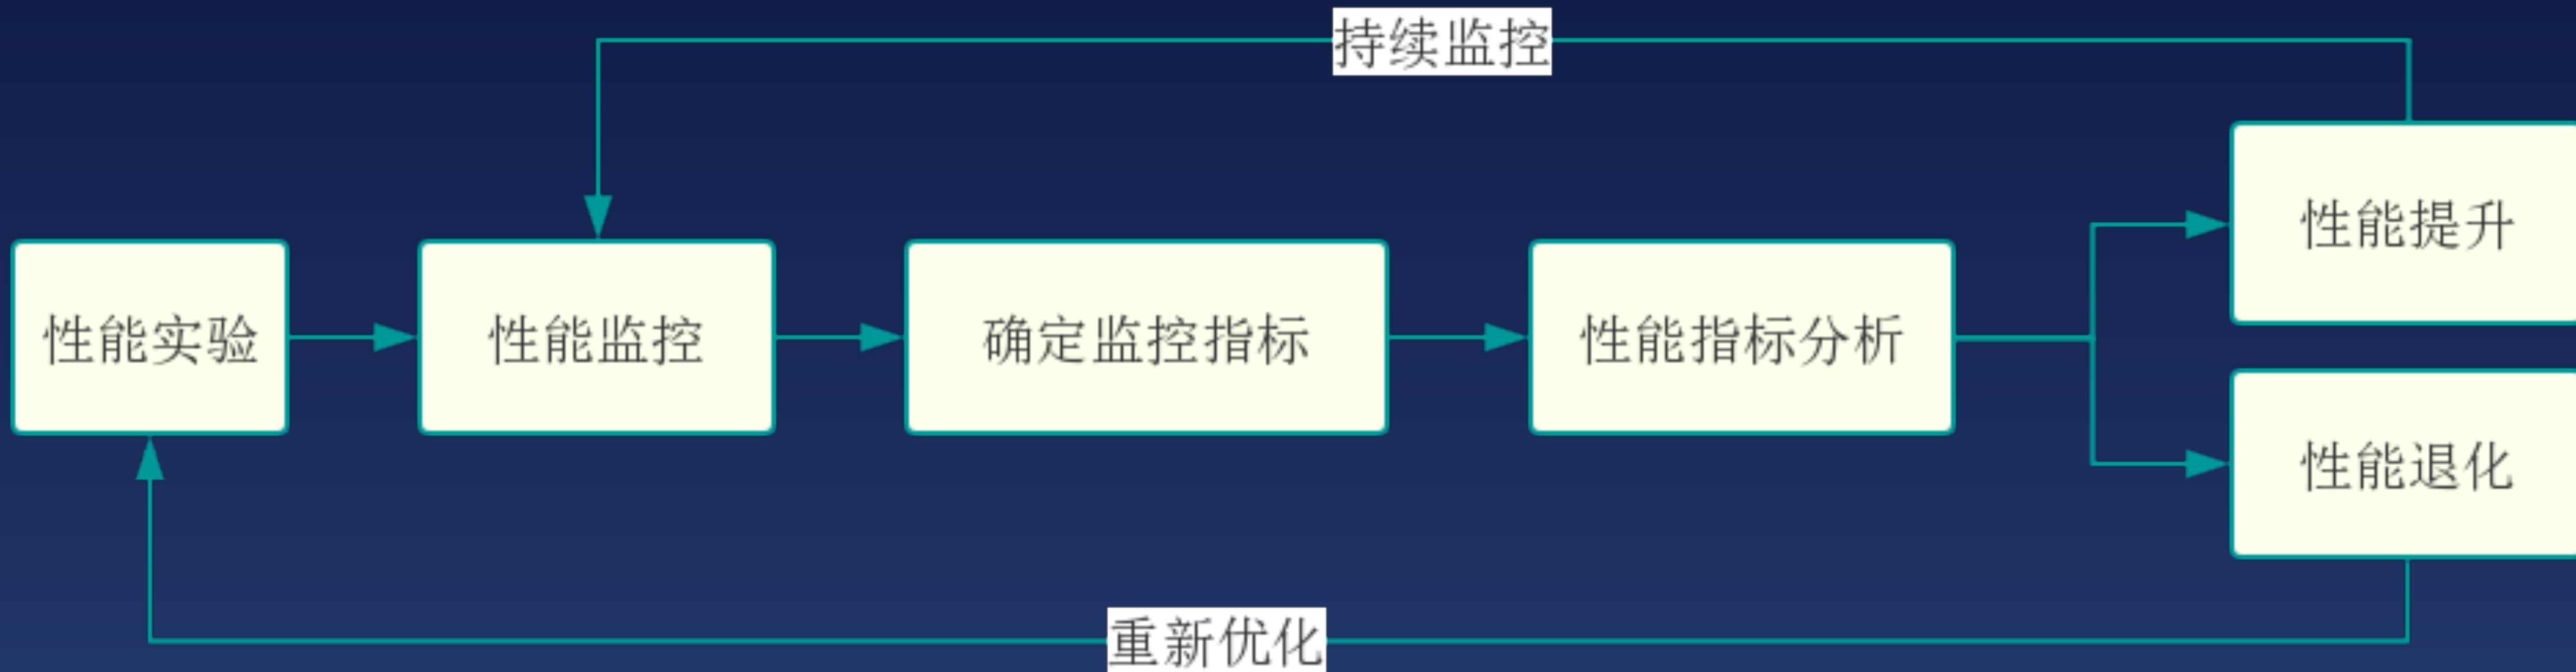 持续监控
性能提升
性能实验
性能监控
确定监控指标
性能指标分析
性能退化
重新优化